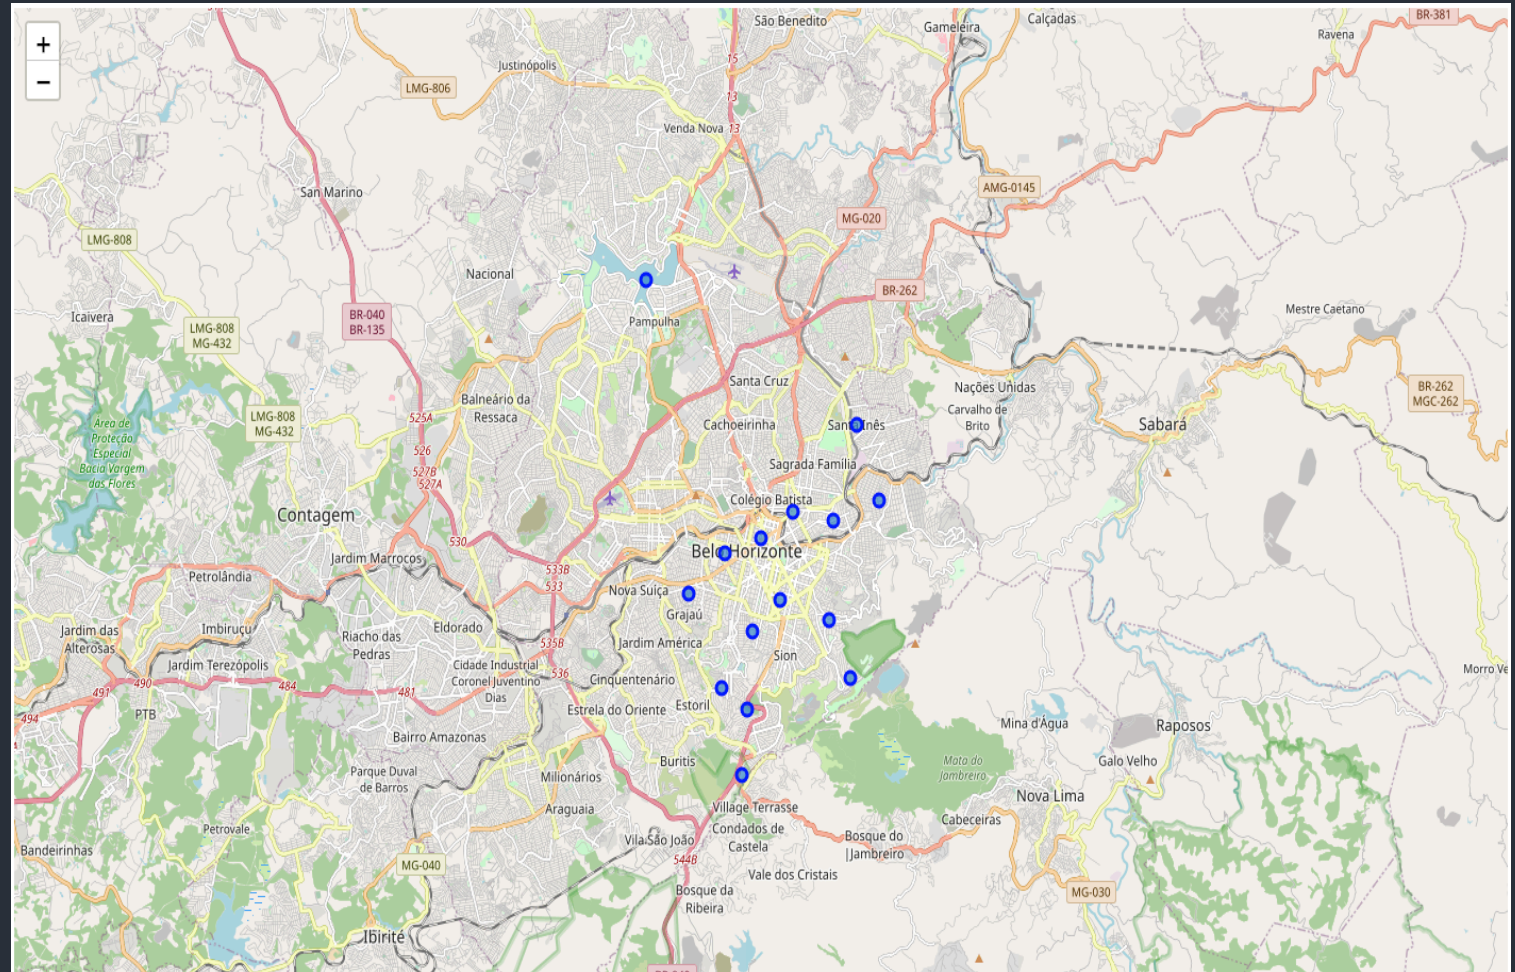 +
−
São Benedito
Gameleira
Calçadas
BR-381
Ravena
15
Justinópolis
LMG-806
13
Venda Nova
13
San Marino
AMG-0145
MG-020
LMG-808
Nacional
BR-262
Icaivera
BR-040
BR-135
Pampulha
Mestre Caetano
LMG-808
MG-432
Santa Cruz
Nações Unidas
BR-262
MGC-262
Balneário da
Ressaca
Carvalho de
Brito
LMG-808
MG-432
525A
Cachoeirinha
Sabará
Área de
Proteção
Especial
Bacia Vargem
das Flores
526
527B
527A
Sagrada Família
Colégio Batista
Contagem
530
Belo Horizonte
Jardim Marrocos
533B
533
Petrolândia
Nova Suíça
Grajaú
Jardim das
Alterosas
Imbiruçu
Eldorado
Riacho das
Pedras
535B
Jardim América
Sion
Jardim Terezópolis
Cidade Industrial
Coronel Juventino
Dias
536
Cinquentenário
Morro Ve
491
490
484
481
494
PTB
Estrela do Oriente
Estoril
Mina d'Água
Raposos
Bairro Amazonas
Buritis
Mata do
Jambreiro
Galo Velho
Parque Duval
de Barros
Milionários
Nova Lima
Araguaia
Village Terrasse
Cabeceiras
Petrovale
Vila São João
Condados de
Castela
Bosque do
|Jambreiro
Bandeirinhas
544B
MG-040
Vale dos Cristais
Bosque da
Ribeira
MG-030
Ibirité